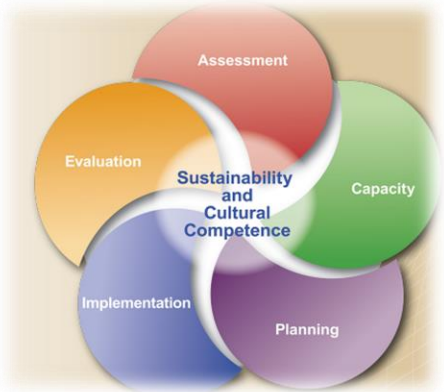 Assessment
Evaluation
Capacity
Sustainability
and
Cultural
Competence
Implementation
Planning